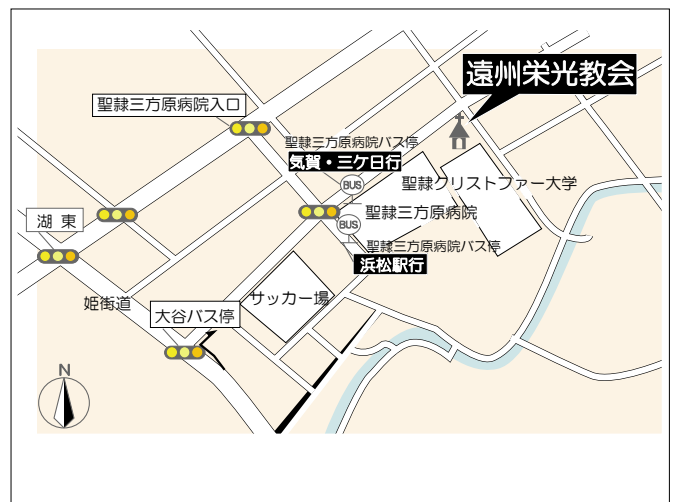 遠州栄光教会
聖隷三方原病院入口
聖隷三方原病院バス停
気賀・三ケ日行
BUS
聖隷クリストファー大学
湖 東
聖隷三方原病院
BUS
聖隷三方原病院バス停
浜松駅行
姫街道
サッカー場
大谷バス停
N